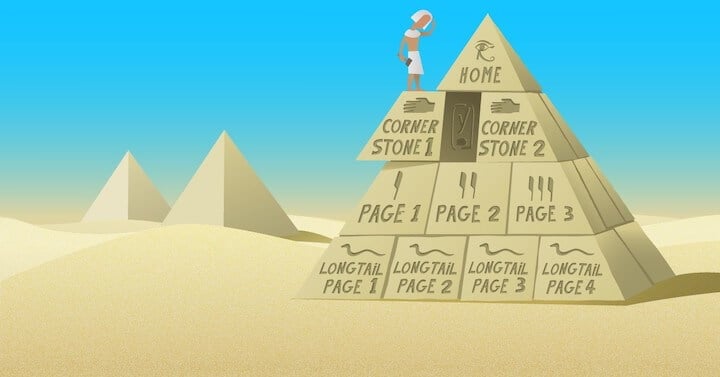 HOME
CORNER
STONE 1
y
CORNER
STONE 2
PAGE 1
PAGE 2
PAGE 3
LONGTAIL
PAGE 1
LONGTAIL
PAGE 2
LONGTAIL
PAGE 3
LONGTAIL
PAGE 4